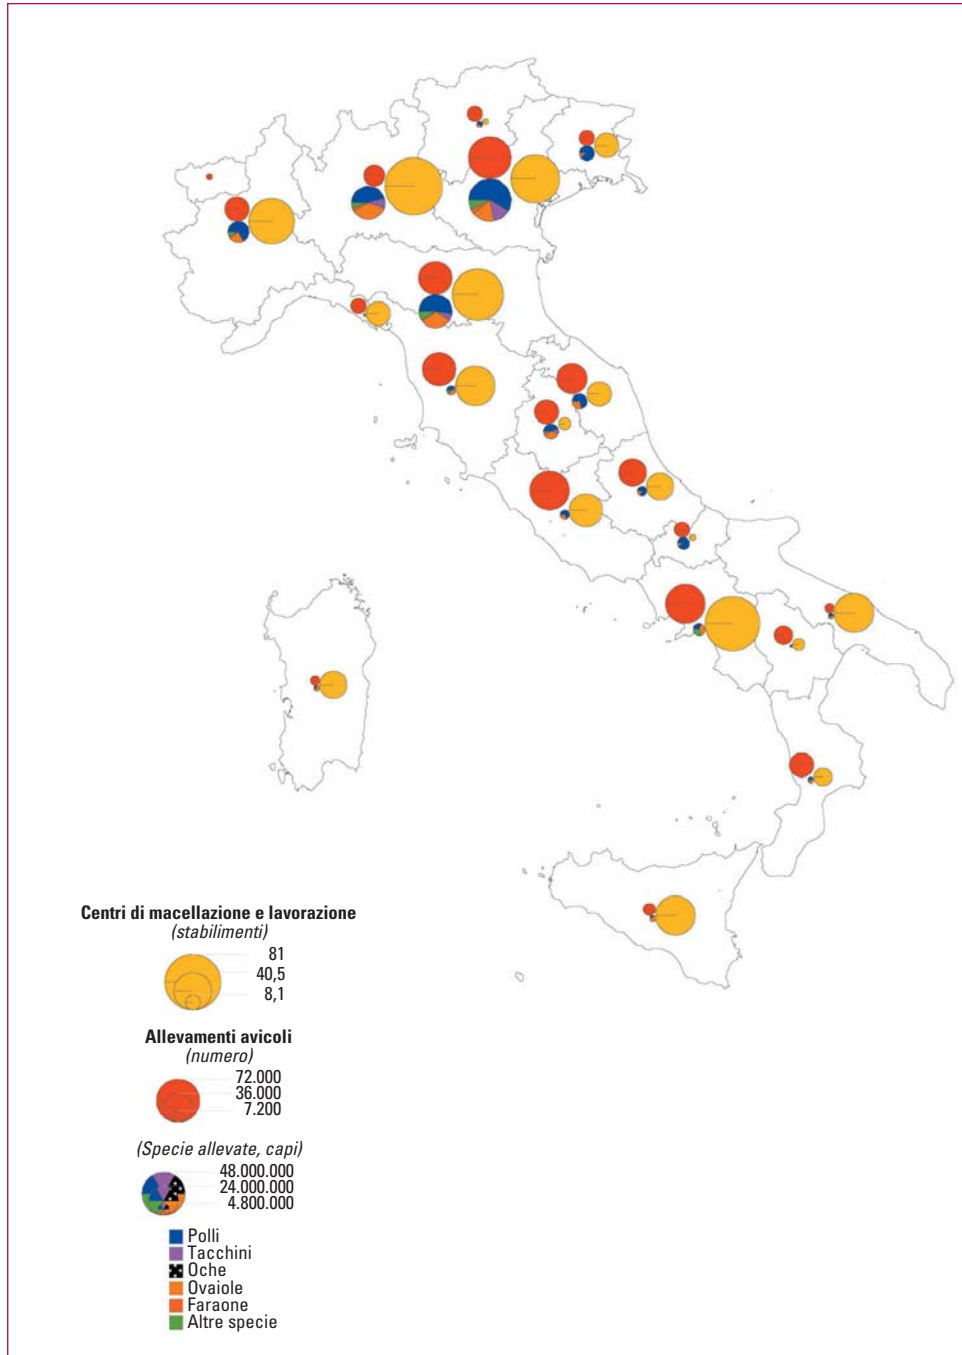 Centri di macellazione e lavorazione
(stabilimenti)
81
40,5
8,1
Allevamenti avicoli
(numero)
72.000
36.000
7.200
(Specie allevate, capi)
48.000.000
24.000.000
4.800.000
Polli
Tacchini
Oche
Ovaiole
Faraone
Altre specie